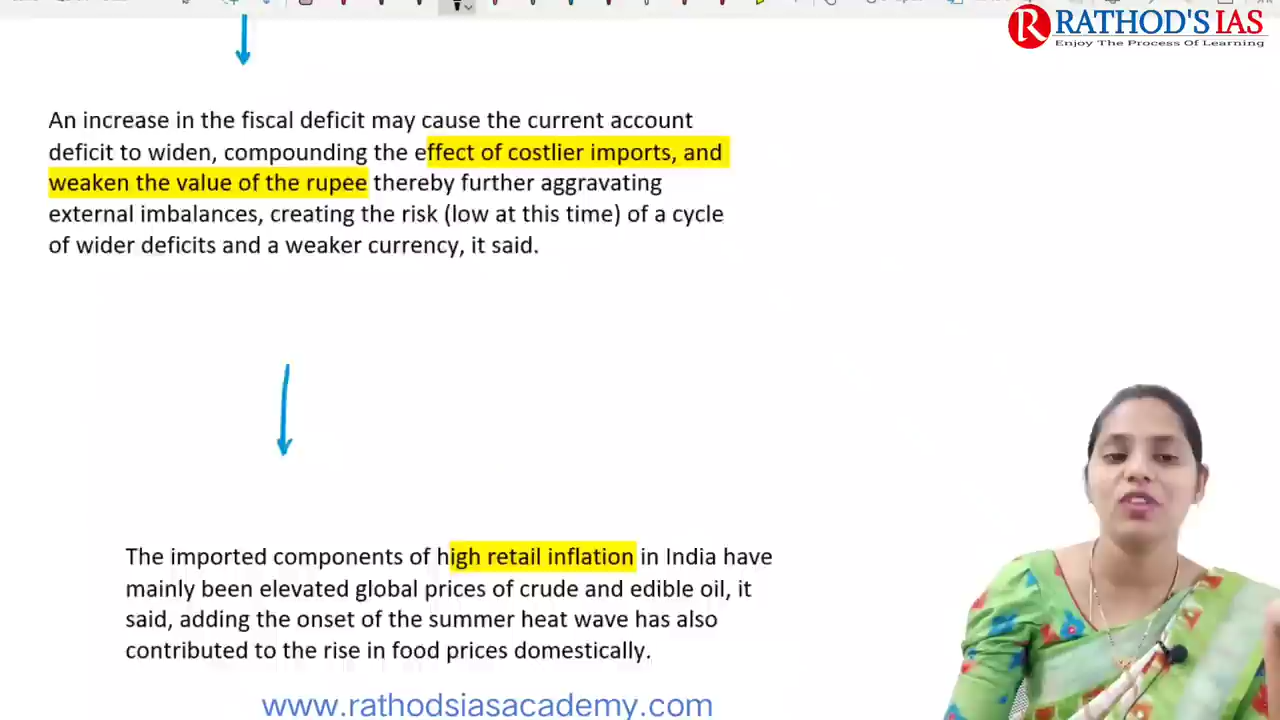 RATHOD'S IAS
Enjoy The Process Of Learning
An increase in the fiscal deficit may cause the current account
deficit to widen, compounding the effect of costlier imports, and
weaken the value of the rupee thereby further aggravating
external imbalances, creating the risk (low at this time) of a cycle
of wider deficits and a weaker currency, it said.
The imported components of high retail inflation in India have
mainly been elevated global prices of crude and edible oil, it
said, adding the onset of the summer heat wave has also
contributed to the rise in food prices domestically.
www.rathodsiasacademy.com